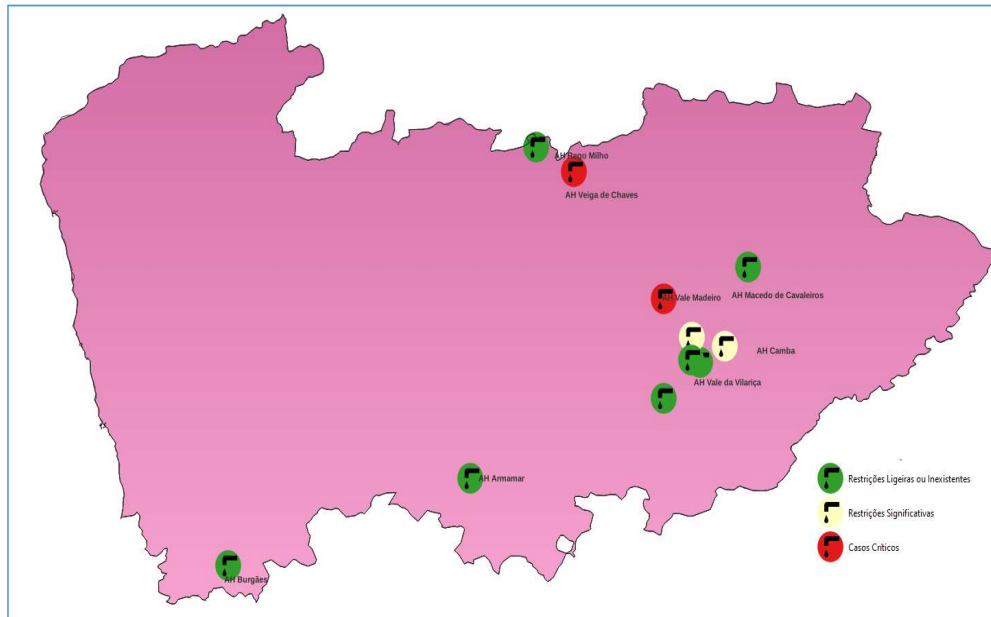 AH Rego Milho
AH Veiga de Chaves
AH Macedo de Cavaleiros
AH Vale Madeiro
AH Camba
AH Vale da Vilariça
AH Armamar
AH Burgães
Restrições Ligeiras ou Inexistentes
Restrições Significativas
Casos Críticos